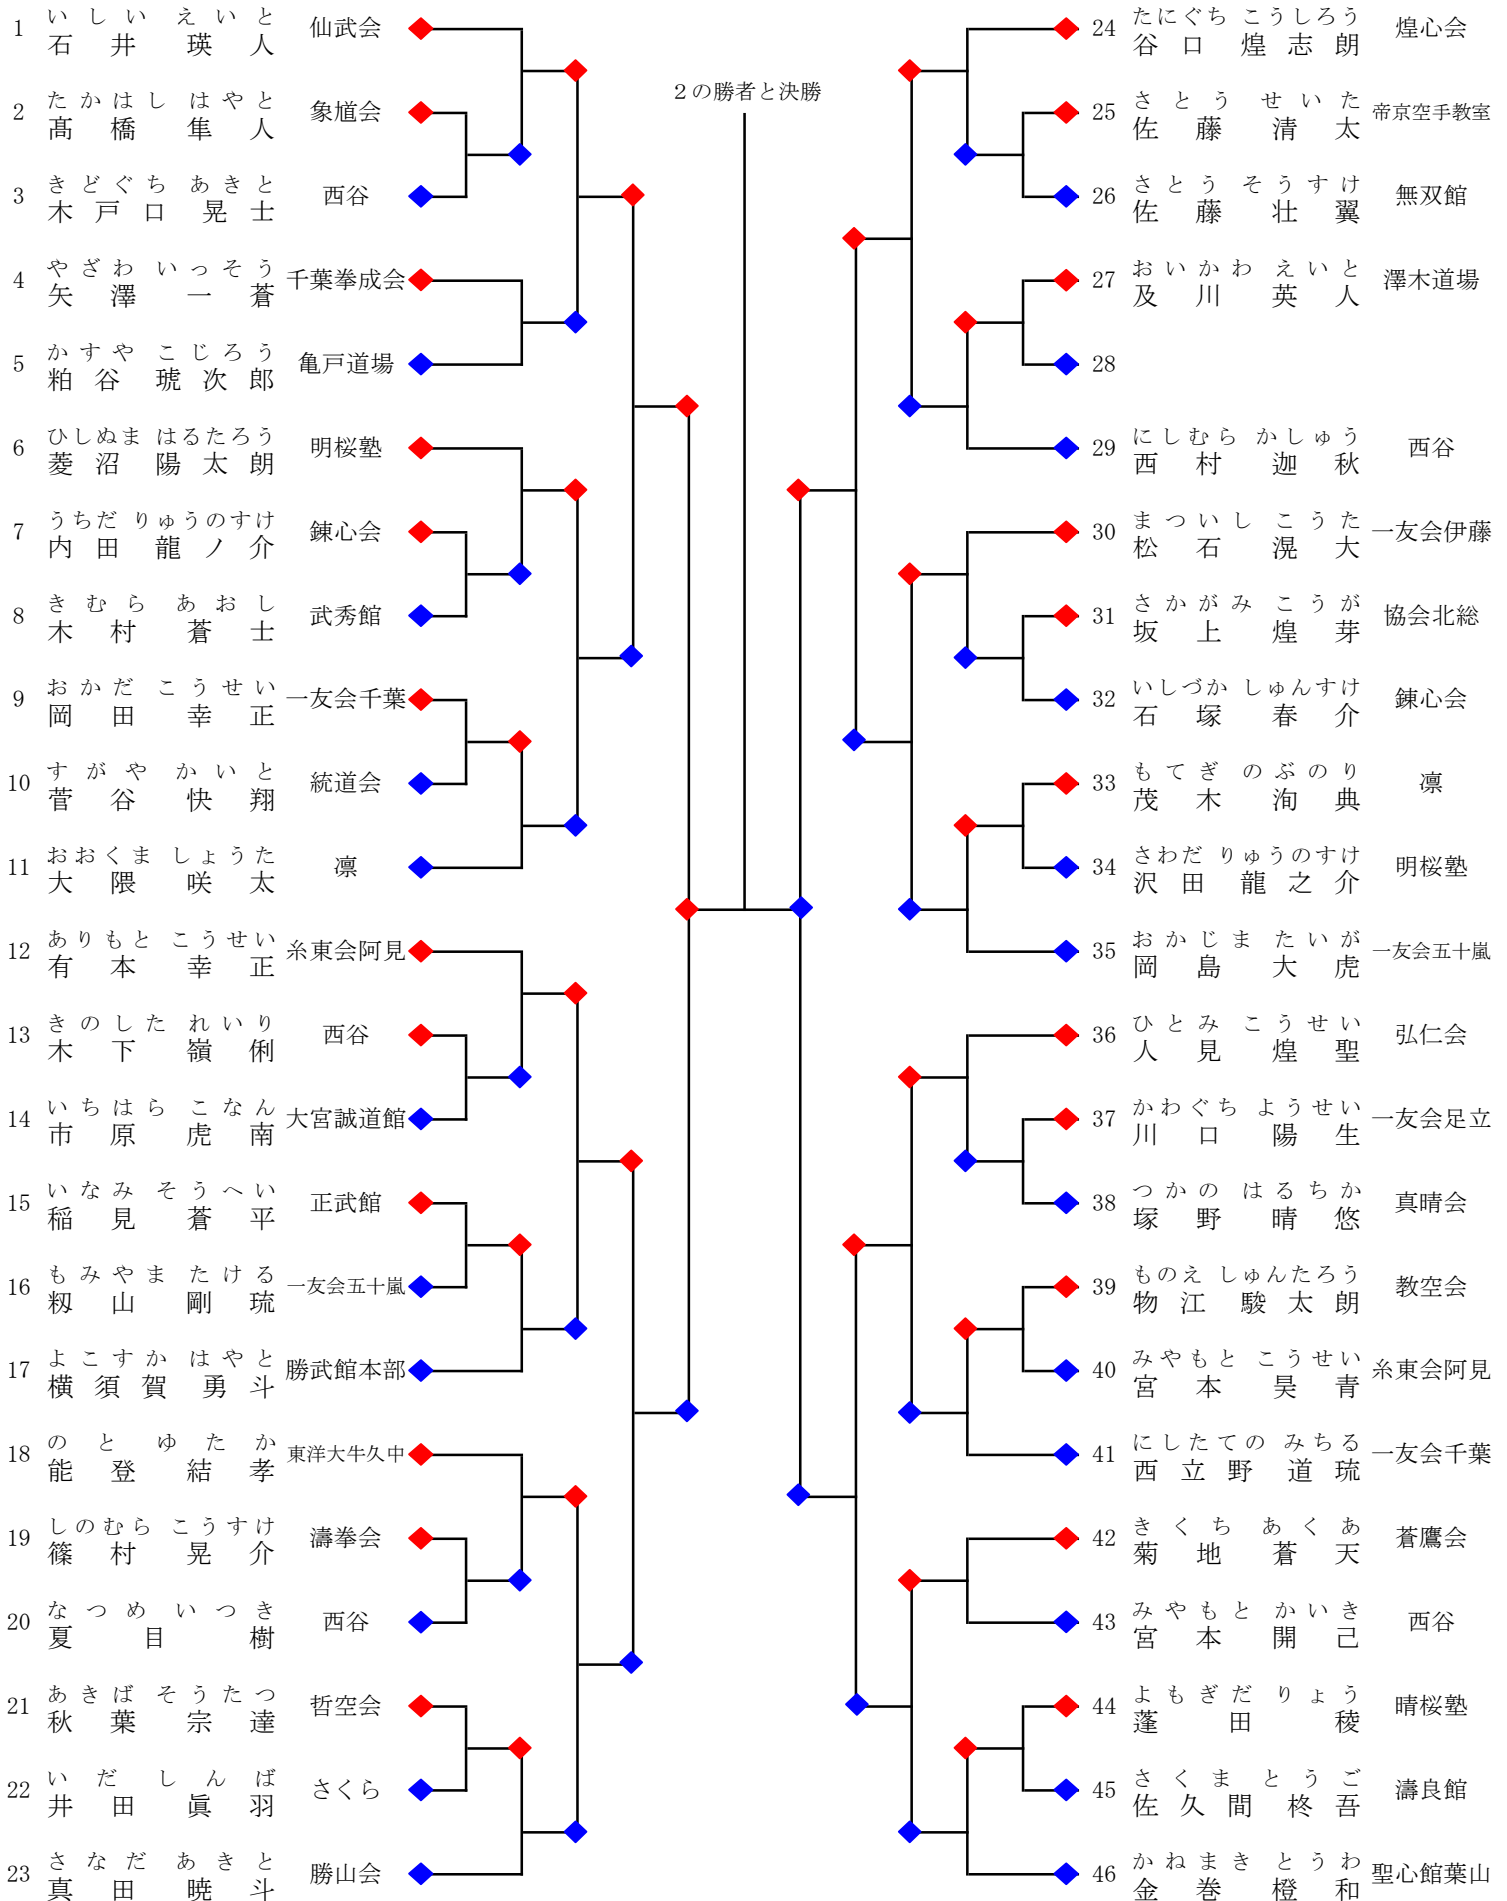 ２の勝者と決勝
1 いしい えいと 仙武会
石井 瑛人
2 たかはし はやと 象馗会
髙橋 隼人
3 きどぐち あきと 西谷
木戸口 晃士
4 やざわ いっそう 千葉拳成会
矢澤 一蒼
5 かすや こじろう 亀戸道場
粕谷 琥次郎
6 ひしぬま はるたろう 明桜塾
菱沼 陽太朗
7 うちだ りゅうのすけ 錬心会
内田 龍ノ介
8 きむら あおし 武秀館
木村 蒼士
9 おかだ こうせい 一友会千葉
岡田 幸正
10 すがや かいと 統道会
菅谷 快翔
11 おおくま しょうた 凛
大隈 咲太
12 ありもと こうせい 糸東会阿見
有本 幸正
13 きのした れいり 西谷
木下 嶺俐
14 いちはら こなん 大宮誠道館
市原 虎南
15 いなみ そうへい 正武館
稲見 蒼平
16 もみやま たける 一友会五十嵐
籾山 剛琉
17 よこすか はやと 勝武館本部
横須賀 勇斗
18 のと ゆたか 東洋大牛久中
能登 結孝
19 しのむら こうすけ 濤拳会
篠村 晃介
20 なつめ いつき 西谷
夏目 樹
21 あきば そうたつ 哲空会
秋葉 宗達
22 いだ しんば さくら
井田 眞羽
23 さなだ あきと 勝山会
真田 暁斗
24 たにぐち こうしろう 煌心会
谷口 煌志朗
25 さとう せいた 帝京空手教室
佐藤 清太
26 さとう そうすけ 無双館
佐藤 壮翼
27 おいかわ えいと 澤木道場
及川 英人
28
29 にしむら かしゅう 西谷
西村 迦秋
30 まついし こうた 一友会伊藤
松石 滉大
31 さかがみ こうが 協会北総
坂上 煌芽
32 いしづか しゅんすけ 錬心会
石塚 春介
33 もてぎ のぶのり 凛
茂木 洵典
34 さわだ りゅうのすけ 明桜塾
沢田 龍之介
35 おかじま たいが 一友会五十嵐
岡島 大虎
36 ひとみ こうせい 弘仁会
人見 煌聖
37 かわぐち ようせい 一友会足立
川口 陽生
38 つかの はるちか 真晴会
塚野 晴悠
39 ものえ しゅんたろう 教空会
物江 駿太朗
40 みやもと こうせい 糸東会阿見
宮本 昊青
41 にしたての みちる 一友会千葉
西立野 道琉
42 きくち あくあ 蒼鷹会
菊地 蒼天
43 みやもと かいき 西谷
宮本 開己
44 よもぎだ りょう 晴桜塾
蓬田 稜
45 さくま とうご 濤良館
佐久間 柊吾
46 かねまき とうわ 聖心館葉山
金巻 橙和